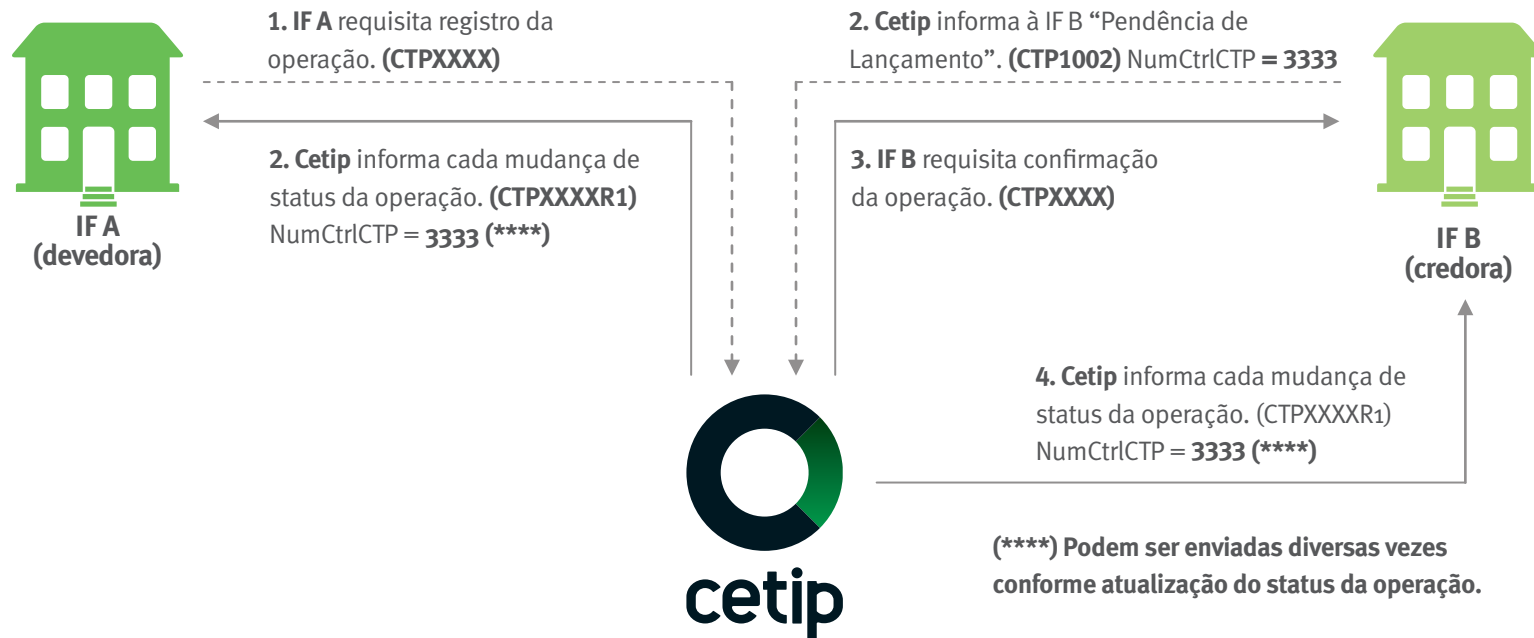 1. IF A requisita registro da
operação. (CTPXXXX)
2. Cetip informa à IF B “Pendência de
Lançamento”. (CTP1002) NumCtrlCTP = 3333
2. Cetip informa cada mudança de
status da operação. (CTPXXXXR1)
NumCtrlCTP = 3333 (****)
3. IF B requisita confirmação
da operação. (CTPXXXX)
IF A
(devedora)
IF B
(credora)
4. Cetip informa cada mudança de
status da operação. (CTPXXXXR1)
NumCtrlCTP = 3333 (****)
(****) Podem ser enviadas diversas vezes
conforme atualização do status da operação.
cetip